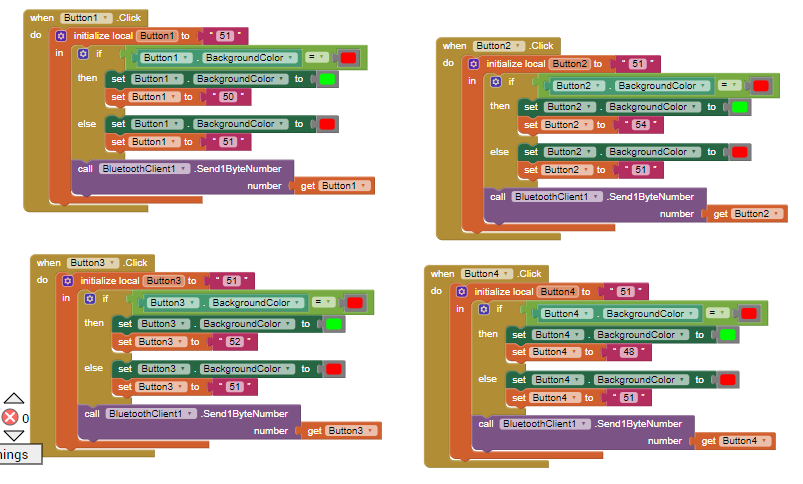 when Button1 .Click
do initialize local Button1 to " 51 "
in if Button1 . BackgroundColor =
then set Button1 . BackgroundColor to
set Button1 to " 50 "
else set Button1 . BackgroundColor to
set Button1 to " 51 "
call BluetoothClient1 .Send1ByteNumber
number get Button1
when Button2 .Click
do initialize local Button2 to " 51 "
in if Button2 . BackgroundColor =
then set Button2 . BackgroundColor to
set Button2 to " 54 "
else set Button2 . BackgroundColor to
set Button2 to " 51 "
call BluetoothClient1 .Send1ByteNumber
number get Button2
when Button3 .Click
do initialize local Button3 to " 51 "
in if Button3 . BackgroundColor =
then set Button3 . BackgroundColor to
set Button3 to " 52 "
else set Button3 . BackgroundColor to
set Button3 to " 51 "
call BluetoothClient1 .Send1ByteNumber
number get Button3
when Button4 .Click
do initialize local Button4 to " 51 "
in if Button4 . BackgroundColor =
then set Button4 . BackgroundColor to
set Button4 to " 48 "
else set Button4 . BackgroundColor to
set Button4 to " 51 "
call BluetoothClient1 .Send1ByteNumber
number get Button4
0
nings